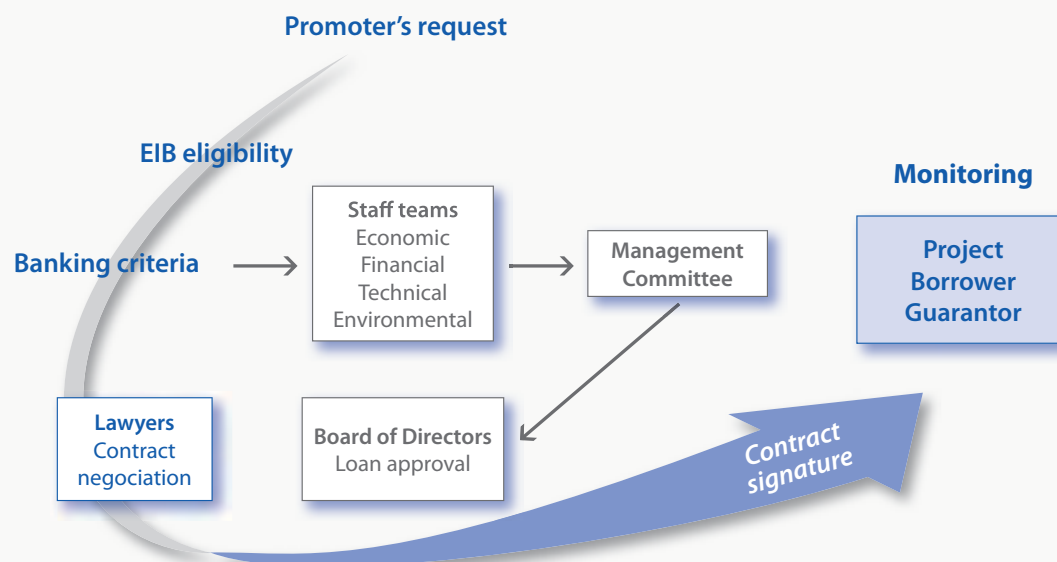 Promoter’s request
EIB eligibility
Banking criteria
Staff teams
Economic
Financial
Technical
Environmental
Management
Committee
Monitoring
Project
Borrower
Guarantor
Lawyers
Contract
negociation
Board of Directors
Loan approval
Contract
signature